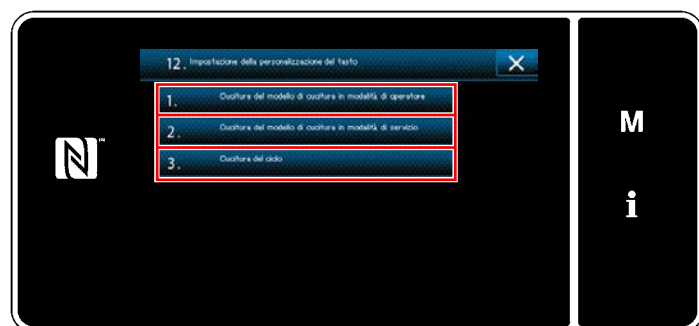 12. Impostazione della personalizzazione del tasto
1. Cucitura del modello di cucitura in modalità di operatore
2. Cucitura del modello di cucitura in modalità di servizio
3. Cucitura del ciclo
N™
M
i